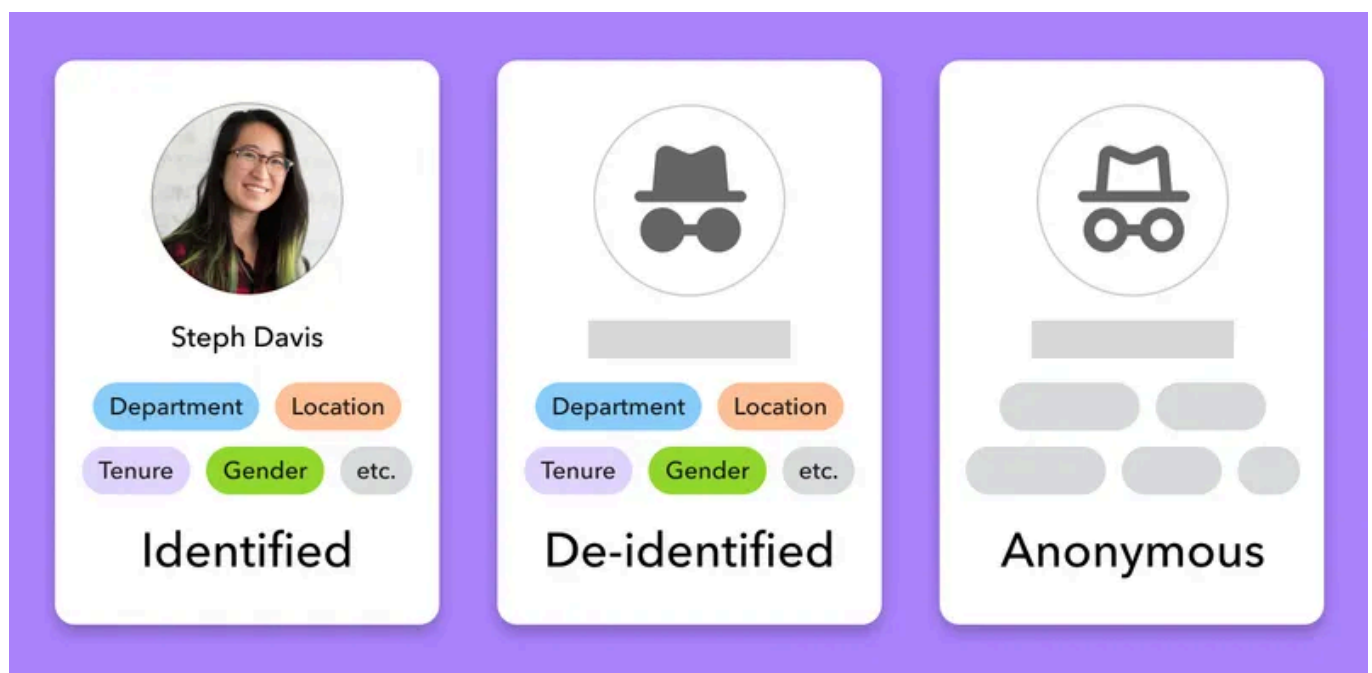 Steph Davis
Department Location
Tenure Gender etc.
Identified
Department Location
Tenure Gender etc.
De-identified
Anonymous